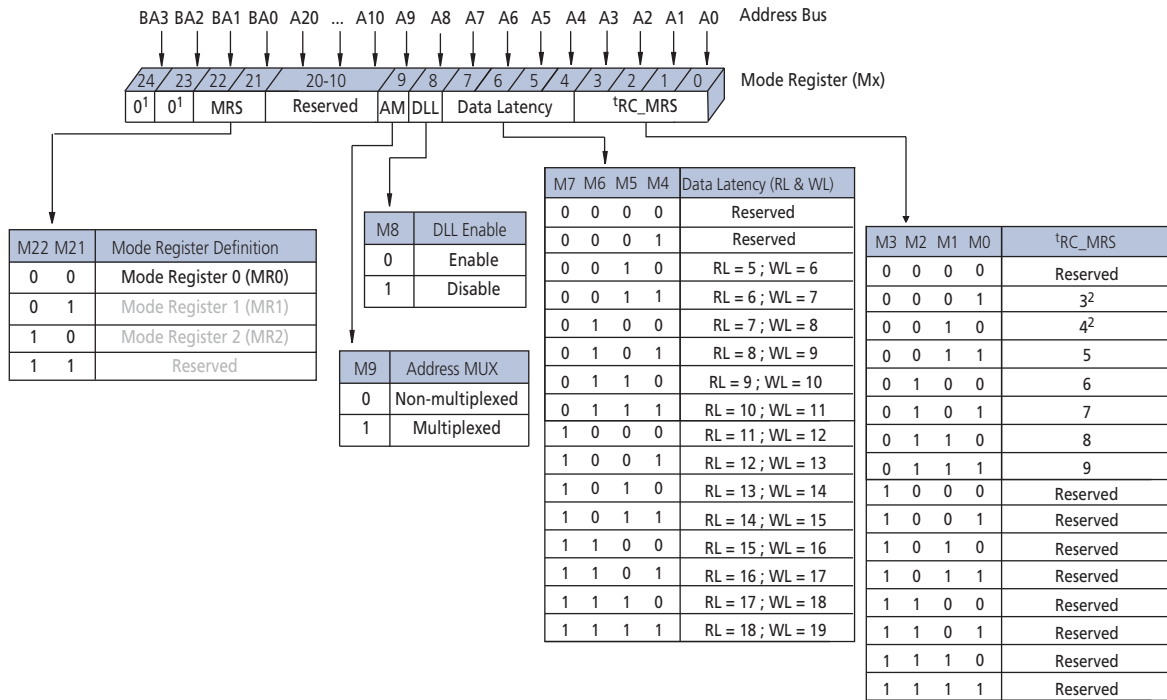 BA3 BA2 BA1 BA0 A20 ... A10 A9 A8 A7 A6 A5 A4 A3 A2 A1 A0 Address Bus
24 23 22 21 20-10 9 8 7 6 5 4 3 2 1 0 Mode Register (Mx)
0¹ 0¹ MRS Reserved AM DLL Data Latency ᵗRC_MRS
M22 M21 Mode Register Definition
0 0 Mode Register 0 (MR0)
0 1 Mode Register 1 (MR1)
1 0 Mode Register 2 (MR2)
1 1 Reserved
M8 DLL Enable
0 Enable
1 Disable
M9 Address MUX
0 Non-multiplexed
1 Multiplexed
M7 M6 M5 M4 Data Latency (RL & WL)
0 0 0 0 Reserved
0 0 0 1 Reserved
0 0 1 0 RL = 5 ; WL = 6
0 0 1 1 RL = 6 ; WL = 7
0 1 0 0 RL = 7 ; WL = 8
0 1 0 1 RL = 8 ; WL = 9
0 1 1 0 RL = 9 ; WL = 10
0 1 1 1 RL = 10 ; WL = 11
1 0 0 0 RL = 11 ; WL = 12
1 0 0 1 RL = 12 ; WL = 13
1 0 1 0 RL = 13 ; WL = 14
1 0 1 1 RL = 14 ; WL = 15
1 1 0 0 RL = 15 ; WL = 16
1 1 0 1 RL = 16 ; WL = 17
1 1 1 0 RL = 17 ; WL = 18
1 1 1 1 RL = 18 ; WL = 19
M3 M2 M1 M0 ᵗRC_MRS
0 0 0 0 Reserved
0 0 0 1 3²
0 0 1 0 4²
0 0 1 1 5
0 1 0 0 6
0 1 0 1 7
0 1 1 0 8
0 1 1 1 9
1 0 0 0 Reserved
1 0 0 1 Reserved
1 0 1 0 Reserved
1 0 1 1 Reserved
1 1 0 0 Reserved
1 1 0 1 Reserved
1 1 1 0 Reserved
1 1 1 1 Reserved